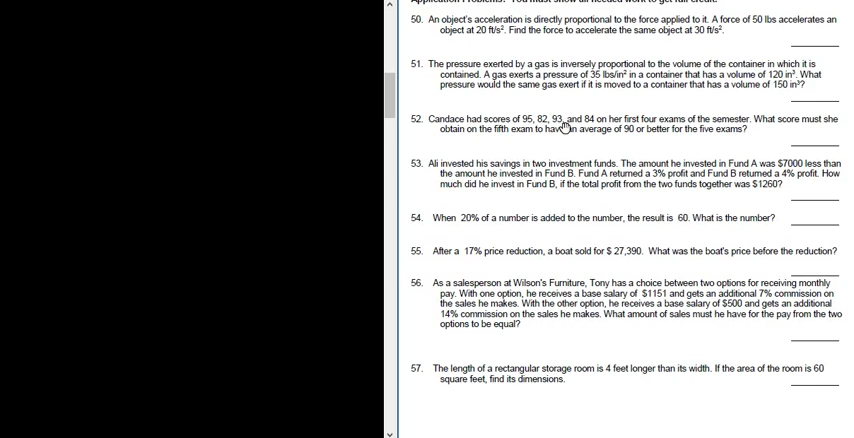 Application Problems. You must show all needed work to get full credit.
50. An object's acceleration is directly proportional to the force applied to it. A force of 50 lbs accelerates an
object at 20 ft/s². Find the force to accelerate the same object at 30 ft/s².
51. The pressure exerted by a gas is inversely proportional to the volume of the container in which it is
contained. A gas exerts a pressure of 35 lbs/in² in a container that has a volume of 120 in³. What
pressure would the same gas exert if it is moved to a container that has a volume of 150 in³?
52. Candace had scores of 95, 82, 93, and 84 on her first four exams of the semester. What score must she
obtain on the fifth exam to have an average of 90 or better for the five exams?
53. Ali invested his savings in two investment funds. The amount he invested in Fund A was $7000 less than
the amount he invested in Fund B. Fund A returned a 3% profit and Fund B returned a 4% profit. How
much did he invest in Fund B, if the total profit from the two funds together was $1260?
54. When 20% of a number is added to the number, the result is 60. What is the number?
55. After a 17% price reduction, a boat sold for $ 27,390. What was the boat's price before the reduction?
56. As a salesperson at Wilson's Furniture, Tony has a choice between two options for receiving monthly
pay. With one option, he receives a base salary of $1151 and gets an additional 7% commission on
the sales he makes. With the other option, he receives a base salary of $500 and gets an additional
14% commission on the sales he makes. What amount of sales must he have for the pay from the two
options to be equal?
57. The length of a rectangular storage room is 4 feet longer than its width. If the area of the room is 60
square feet, find its dimensions.